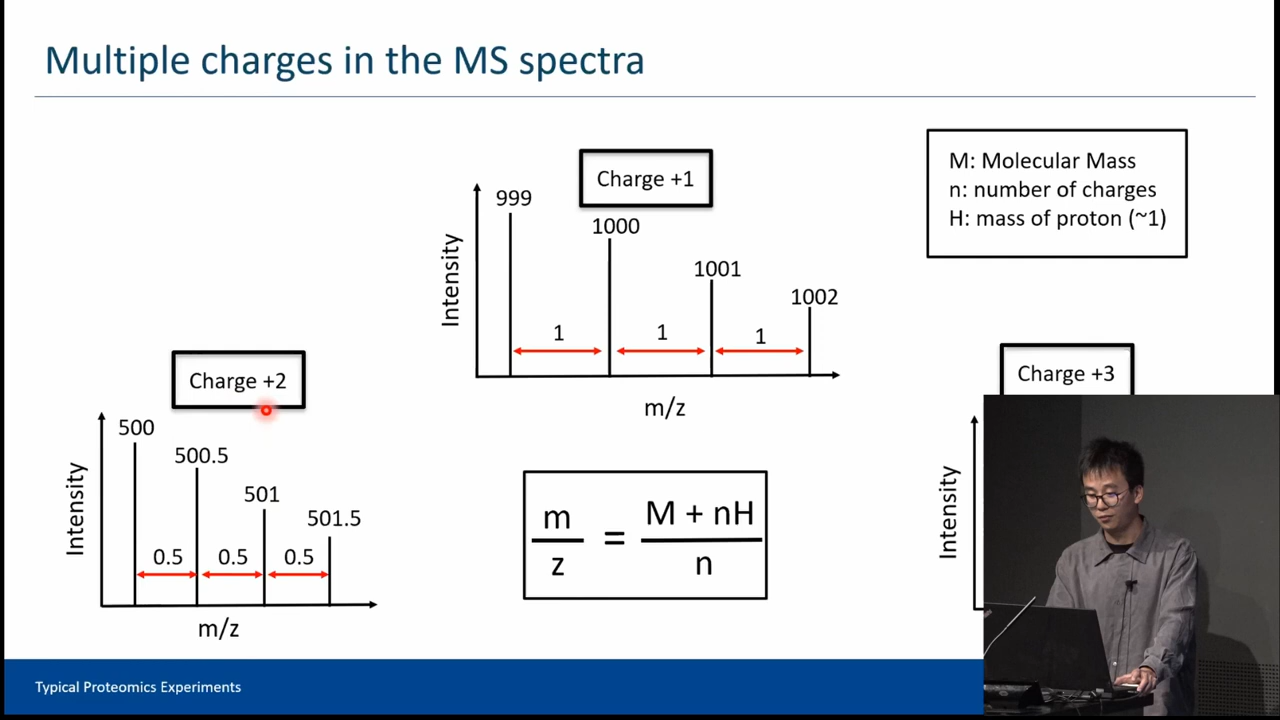 Multiple charges in the MS spectra
Charge +1
999
1000
1001
1002
1
1
1
Intensity
m/z
M: Molecular Mass
n: number of charges
H: mass of proton (~1)
Charge +2
500
500.5
501
501.5
0.5
0.5
0.5
Intensity
m/z
m/z = M + nH/n
Charge +3
Intensity
Typical Proteomics Experiments